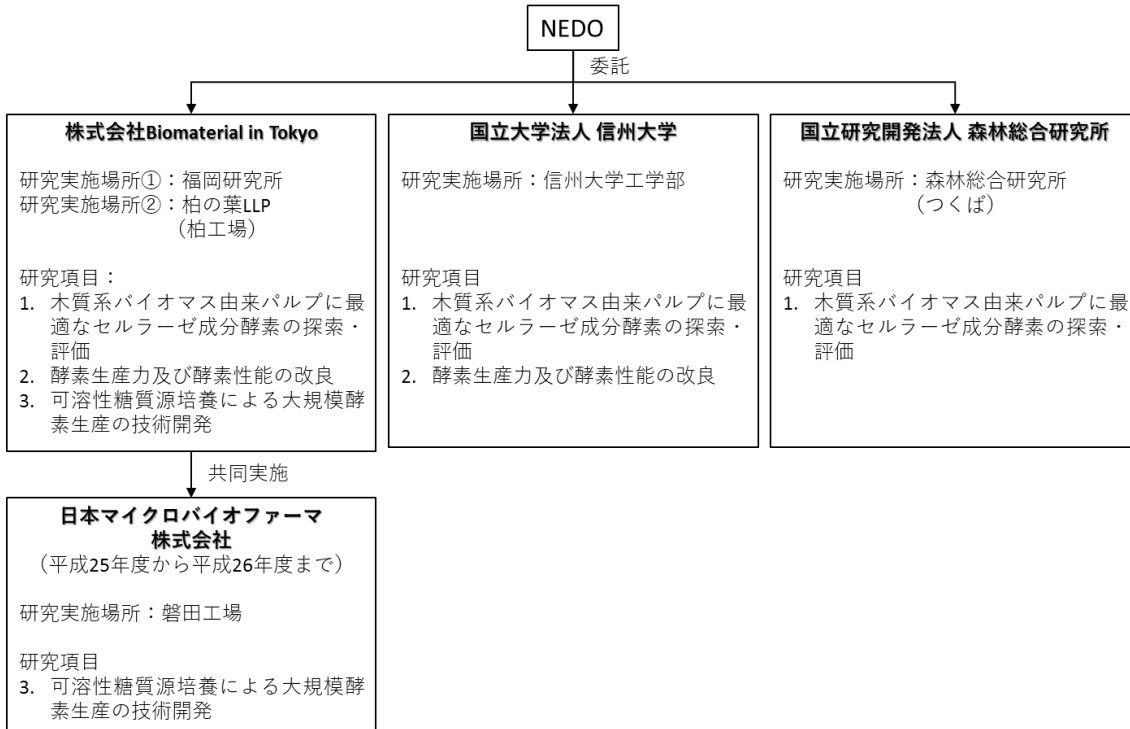 NEDO
委託
株式会社Biomaterial in Tokyo
研究実施場所①：福岡研究所
研究実施場所②：柏の葉LLP
（柏工場）
研究項目：
1. 木質系バイオマス由来パルプに最
適なセルラーゼ成分酵素の探索・
評価
2. 酵素生産力及び酵素性能の改良
3. 可溶性糖質源培養による大規模酵
素生産の技術開発
国立大学法人 信州大学
研究実施場所：信州大学工学部
研究項目
1. 木質系バイオマス由来パルプに最
適なセルラーゼ成分酵素の探索・
評価
2. 酵素生産力及び酵素性能の改良
国立研究開発法人 森林総合研究所
研究実施場所：森林総合研究所
（つくば）
研究項目
1. 木質系バイオマス由来パルプに最
適なセルラーゼ成分酵素の探索・
評価
共同実施
日本マイクロバイオファーマ
株式会社
（平成25年度から平成26年度まで）
研究実施場所：磐田工場
研究項目
3. 可溶性糖質源培養による大規模酵
素生産の技術開発